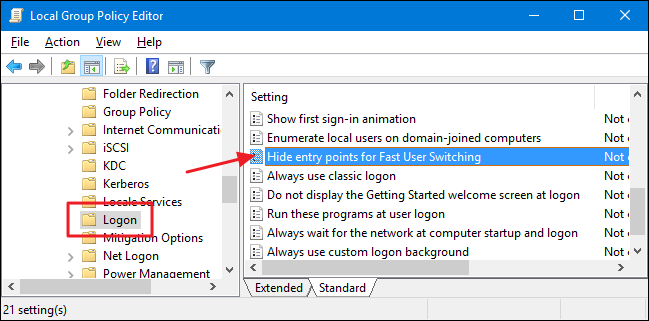 Local Group Policy Editor
File Action View Help
Folder Redirection
Group Policy
Internet Communicatio
iSCSI
KDC
Kerberos
Locale Services
Logon
Mitigation Options
Net Logon
Power Management
Setting
Show first sign-in animation Not c
Enumerate local users on domain-joined computers Not c
Hide entry points for Fast User Switching Not c
Always use classic logon Not c
Do not display the Getting Started welcome screen at logon Not c
Run these programs at user logon Not c
Always wait for the network at computer startup and logon Not c
Always use custom logon background Not c
Extended Standard
21 setting(s)